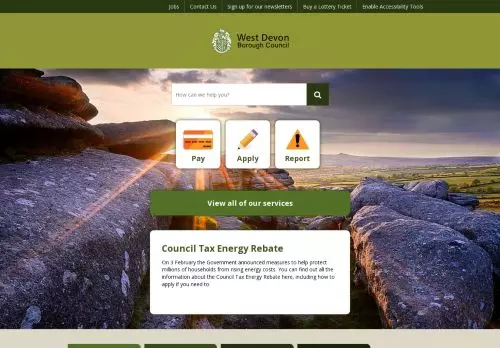 Jobs Contact Us Sign up for our newsletters Buy a Lottery Ticket Enable Accessibility Tools
West Devon
Borough Council
How can we help you?
Pay Apply Report
View all of our services
Council Tax Energy Rebate
On 3 February the Government announced measures to help protect
millions of households from rising energy costs. You can find out all the
information about the Council Tax Energy Rebate here, including how to
apply if you need to.